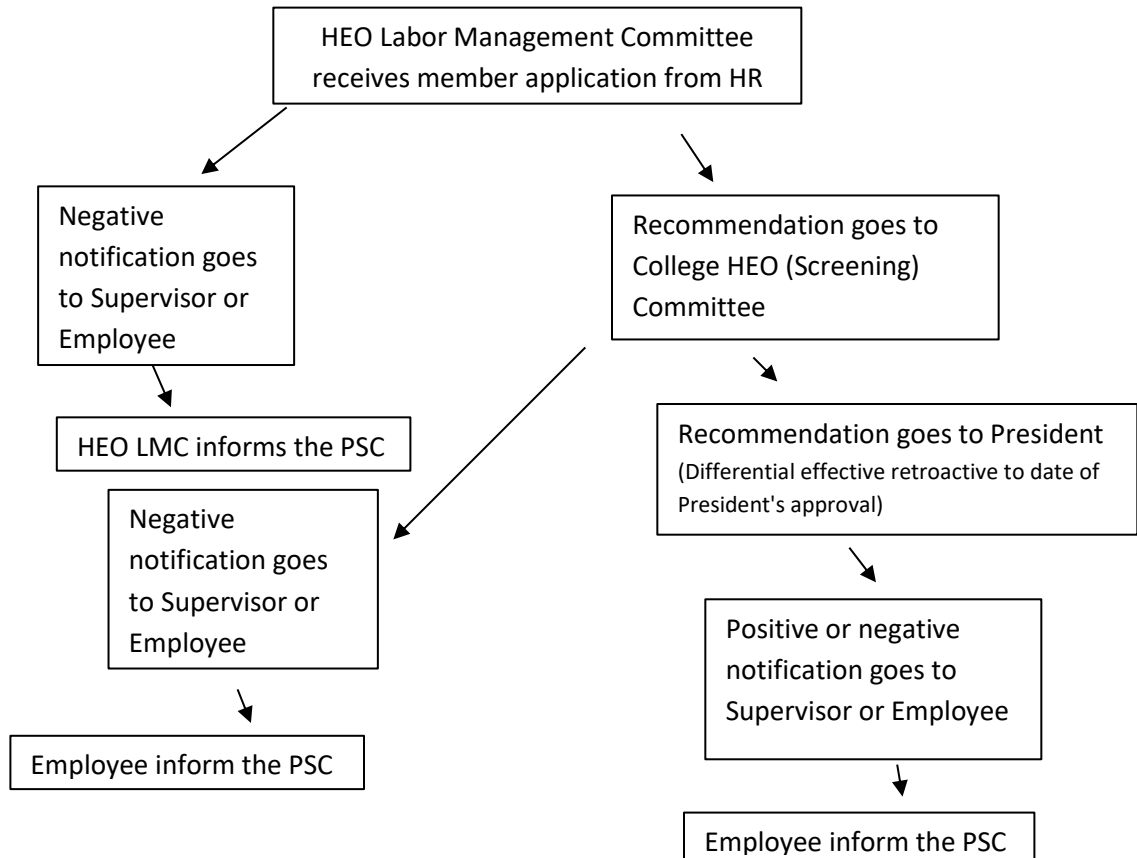 HEO Labor Management Committee
receives member application from HR
Negative
notification goes
to Supervisor or
Employee
Recommendation goes to
College HEO (Screening)
Committee
HEO LMC informs the PSC
Recommendation goes to President
(Differential effective retroactive to date of
President's approval)
Negative
notification goes
to Supervisor or
Employee
Positive or negative
notification goes to
Supervisor or Employee
Employee inform the PSC
Employee inform the PSC